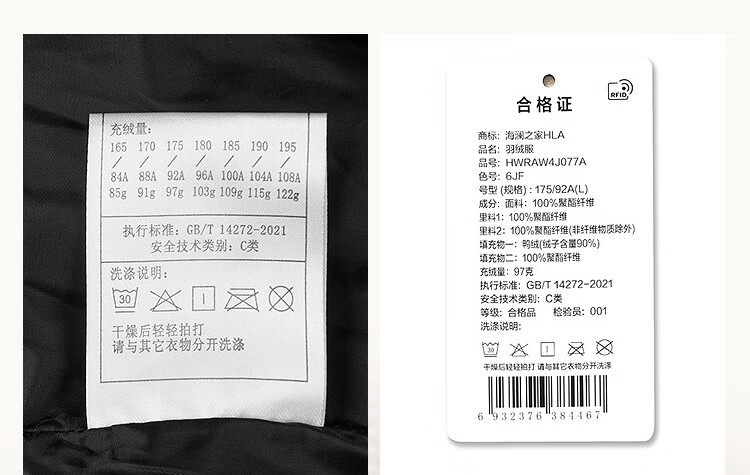 充绒量:
165 170 175 180 185 190 195
/ / / / / / /
84A 88A 92A 96A 100A 104A 108A
85g 91g 97g 103g 109g 115g 122g
执行标准: GB/T 14272-2021
安全技术类别: C类
洗涤说明:
30
干燥后轻轻拍打
请与其它衣物分开洗涤
合格证
RFID
商标: 海澜之家HLA
品名: 羽绒服
品号: HWRAW4J077A
色号: 6JF
号型 (规格) : 175/92A(L)
成分: 面料: 100%聚酯纤维
里料1: 100%聚酯纤维
里料2: 100%聚酯纤维(非纤维物质除外)
填充物一: 鸭绒(绒子含量90%)
填充物二: 100%聚酯纤维
充绒量: 97克
执行标准: GB/T 14272-2021
安全技术类别: C类
等级: 合格品 检验员: 001
洗涤说明:
30
干燥后轻轻拍打 请与其它衣物分开洗涤
6 932376 384467